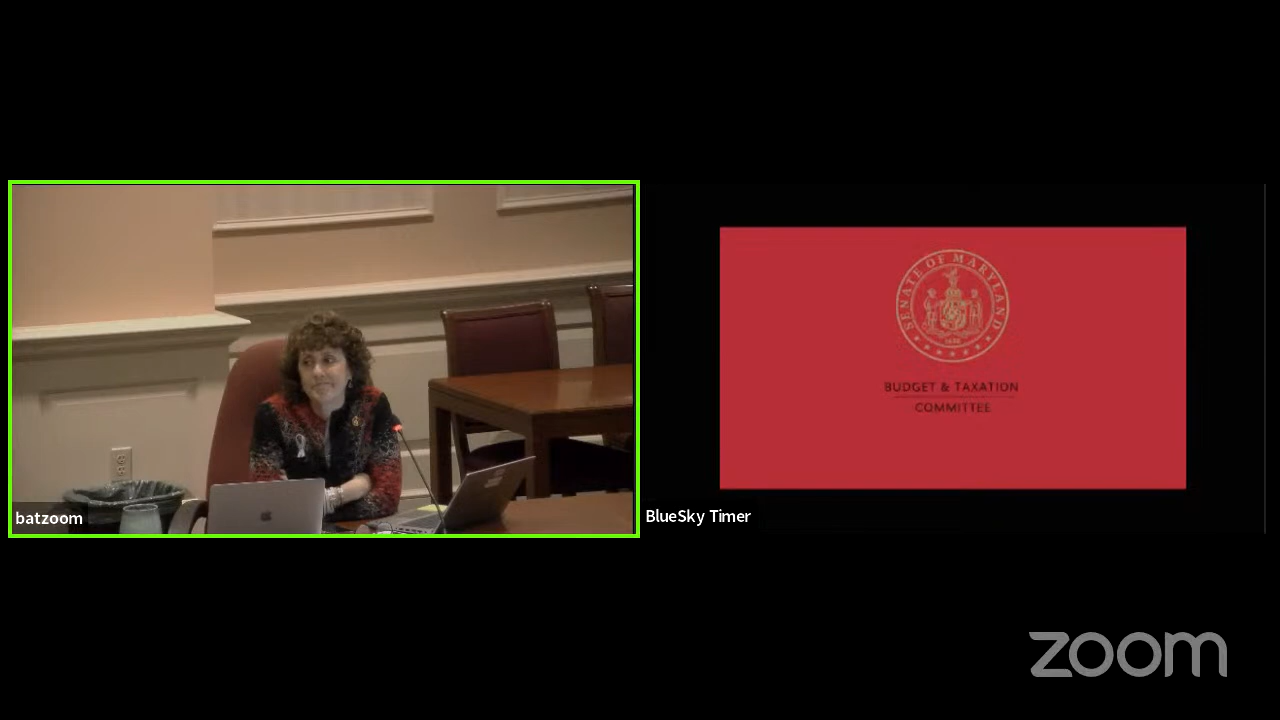 SENATE OF MARYLAND
BUDGET & TAXATION
COMMITTEE
batzoom
BlueSky Timer
zoom